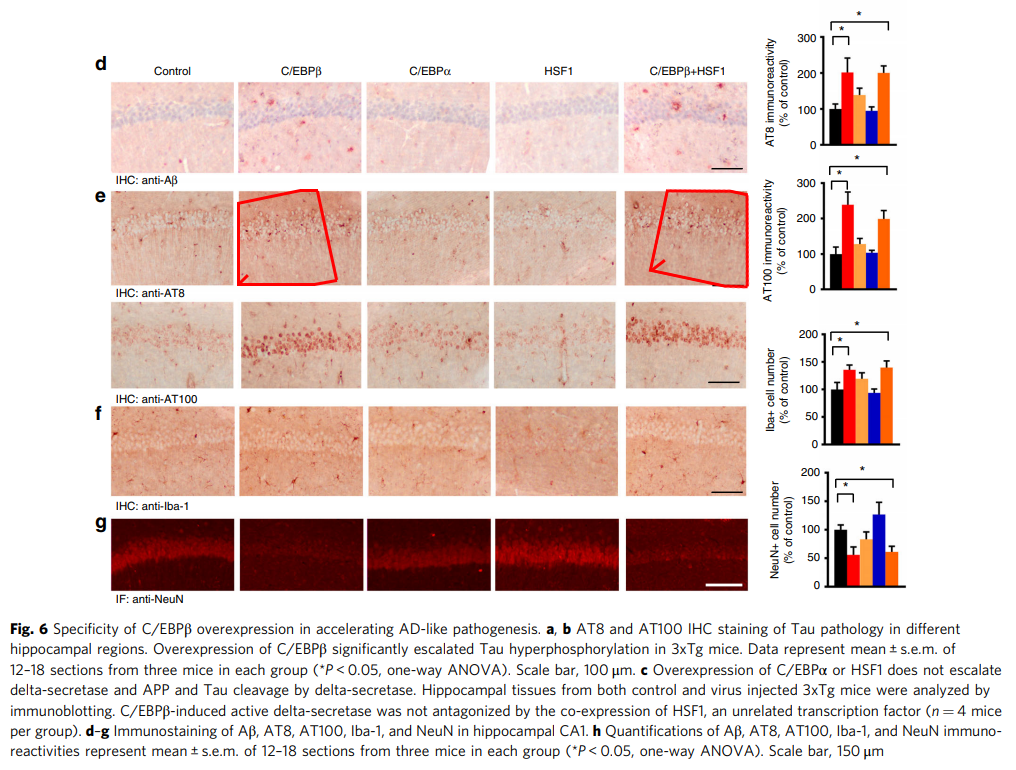 d
Control C/EBPβ C/EBPα HSF1 C/EBPβ+HSF1
IHC: anti-Aβ
e
IHC: anti-AT8
IHC: anti-AT100
f
IHC: anti-Iba-1
g
IF: anti-NeuN
AT8 immunoreactivity
(% of control)
300
200
100
0
*
*
AT100 immunoreactivity
(% of control)
300
200
100
0
*
*
Iba+ cell number
(% of control)
200
150
100
50
0
*
*
NeuN+ cell number
(% of control)
200
150
100
50
0
*
*
Fig. 6 Specificity of C/EBPβ overexpression in accelerating AD-like pathogenesis. a, b AT8 and AT100 IHC staining of Tau pathology in different
hippocampal regions. Overexpression of C/EBPβ significantly escalated Tau hyperphosphorylation in 3xTg mice. Data represent mean ± s.e.m. of
12–18 sections from three mice in each group (*P < 0.05, one-way ANOVA). Scale bar, 100 μm. c Overexpression of C/EBPα or HSF1 does not escalate
delta-secretase and APP and Tau cleavage by delta-secretase. Hippocampal tissues from both control and virus injected 3xTg mice were analyzed by
immunoblotting. C/EBPβ-induced active delta-secretase was not antagonized by the co-expression of HSF1, an unrelated transcription factor (n = 4 mice
per group). d–g Immunostaining of Aβ, AT8, AT100, Iba-1, and NeuN in hippocampal CA1. h Quantifications of Aβ, AT8, AT100, Iba-1, and NeuN immuno-
reactivities represent mean ± s.e.m. of 12–18 sections from three mice in each group (*P < 0.05, one-way ANOVA). Scale bar, 150 μm